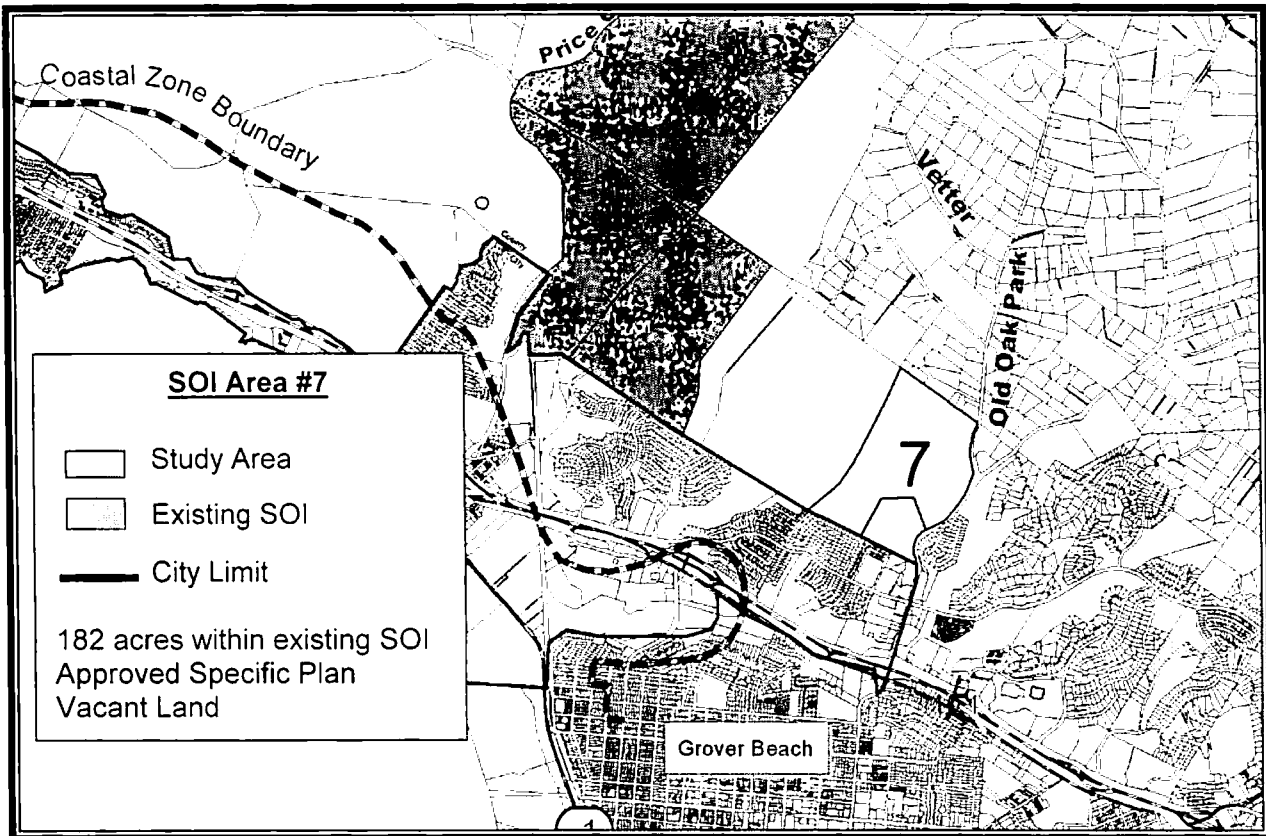 Price
Coastal Zone Boundary
Vetter
County
City
Old Oak Park
SOI Area #7
Study Area
Existing SOI
City Limit
182 acres within existing SOI
Approved Specific Plan
Vacant Land
7
Grover Beach
1